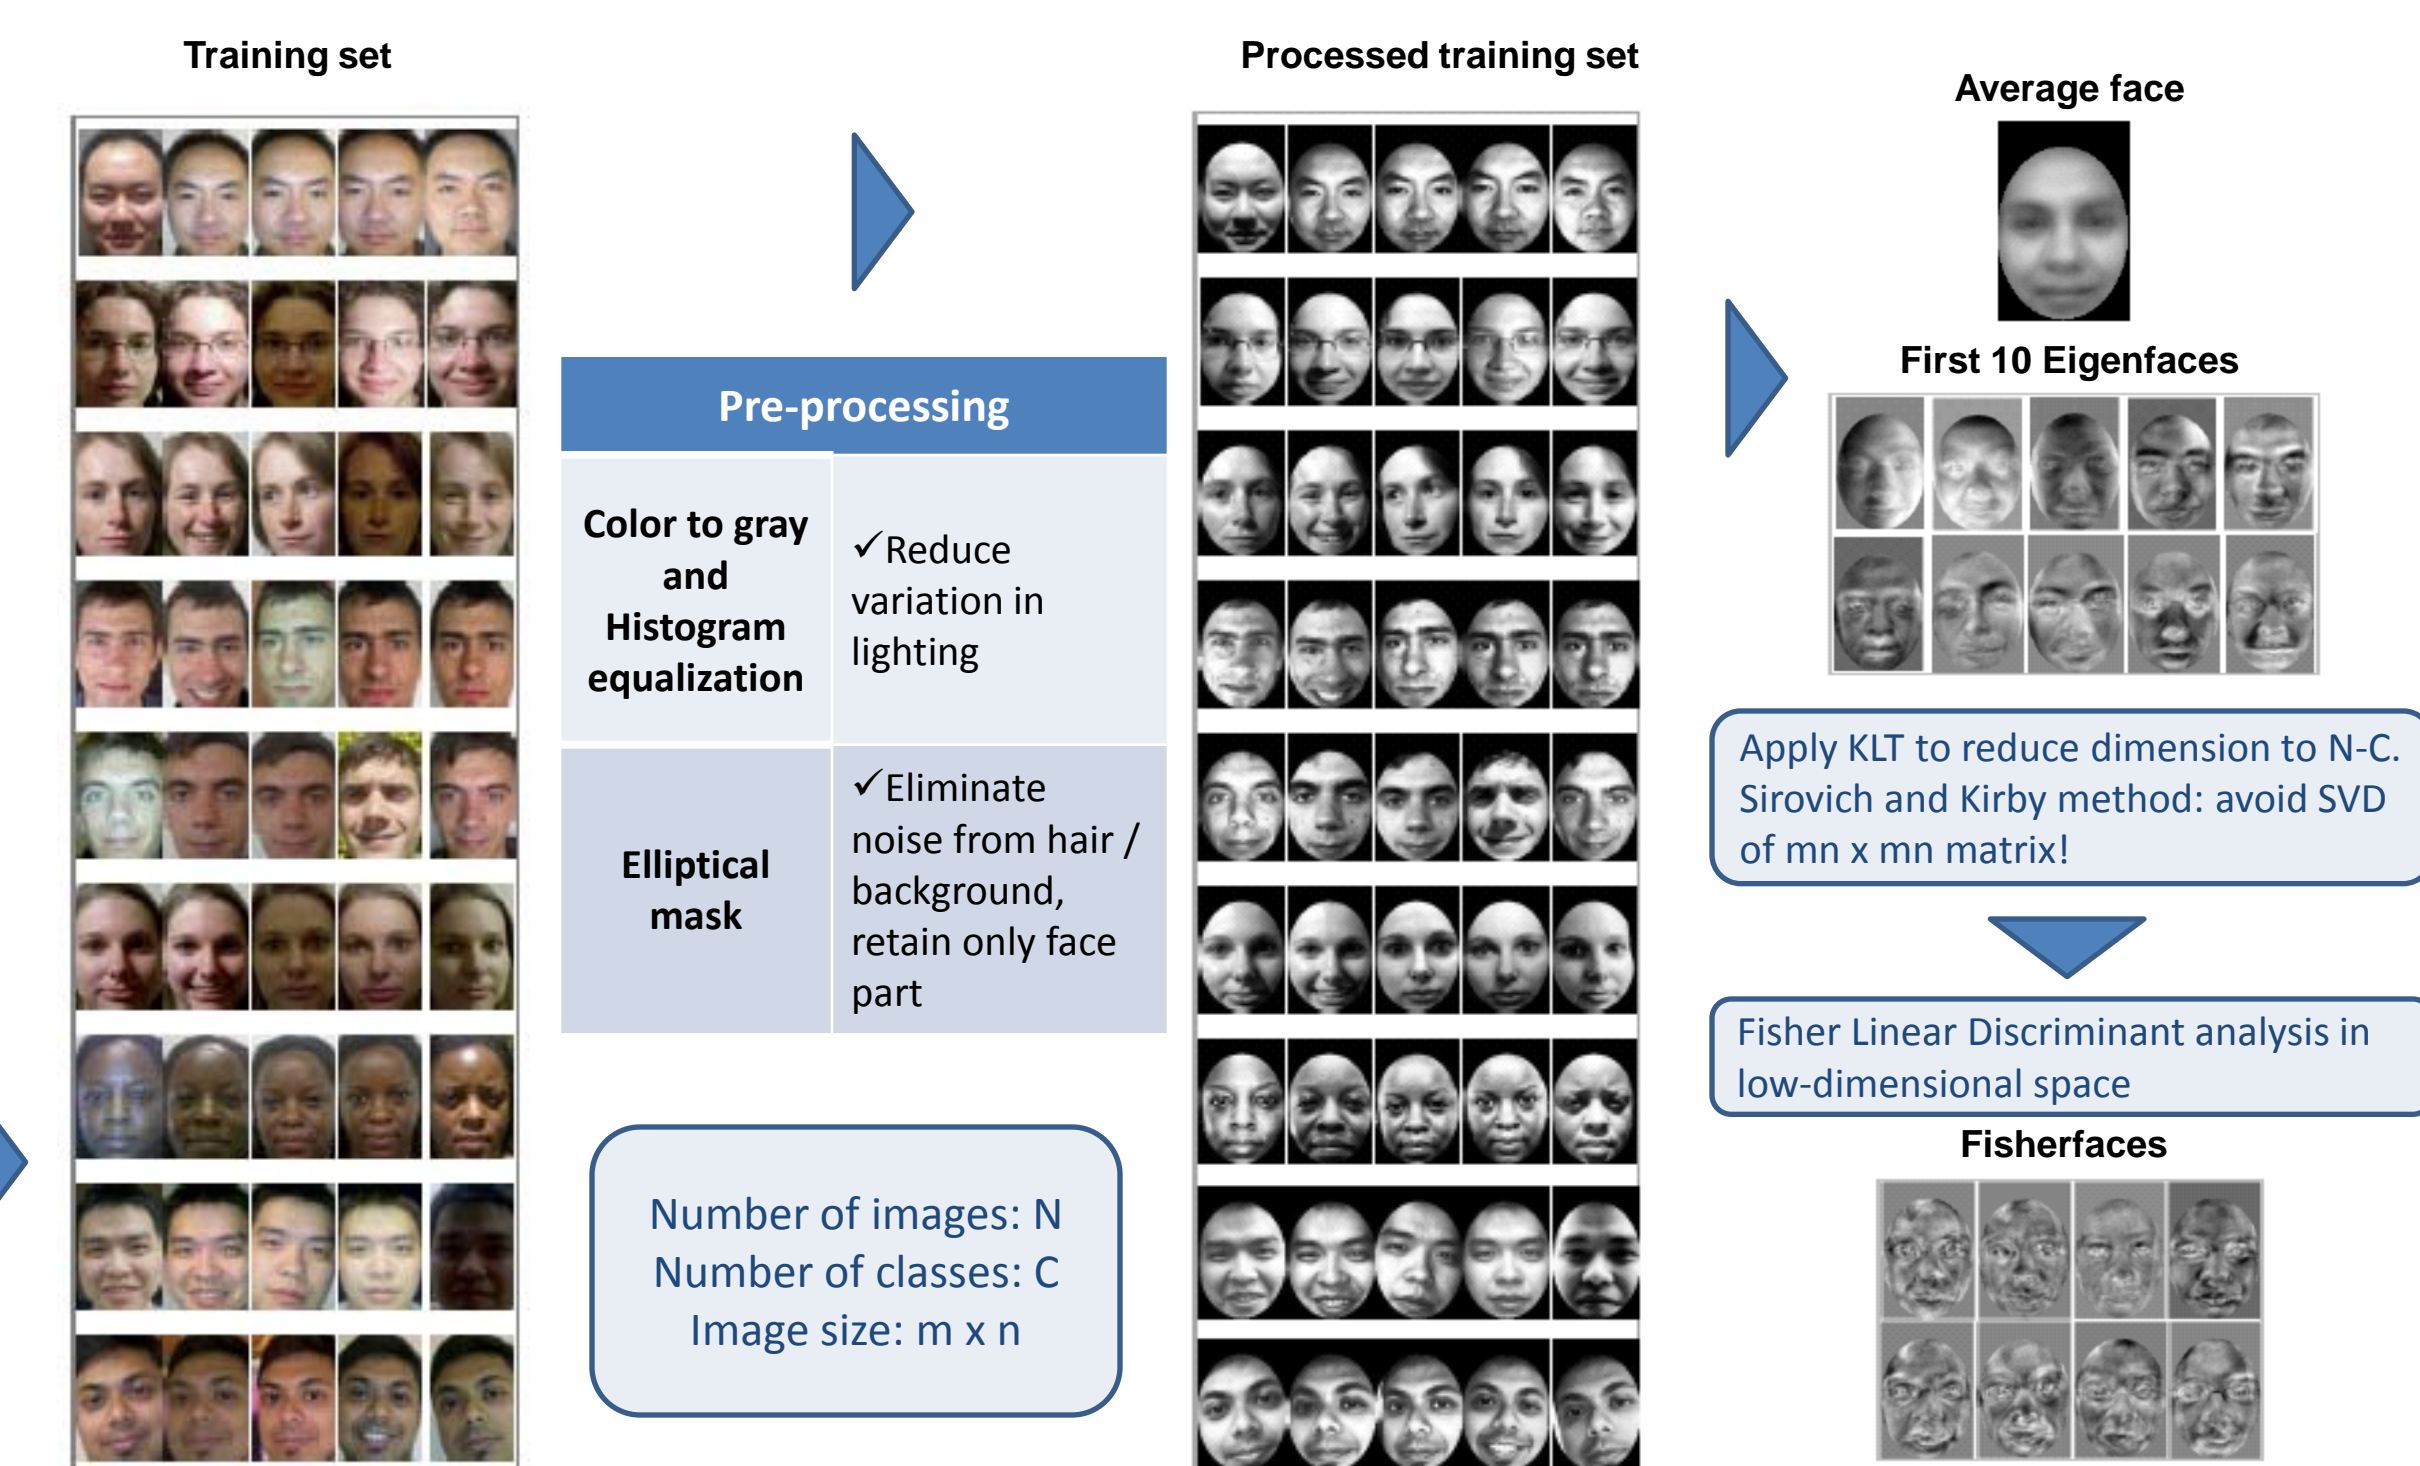 Training set
Pre-processing
Color to gray
and
Histogram
equalization
✓Reduce
variation in
lighting
Elliptical
mask
✓Eliminate
noise from hair /
background,
retain only face
part
Number of images: N
Number of classes: C
Image size: m x n
Processed training set
Average face
First 10 Eigenfaces
Apply KLT to reduce dimension to N-C.
Sirovich and Kirby method: avoid SVD
of mn x mn matrix!
Fisher Linear Discriminant analysis in
low-dimensional space
Fisherfaces